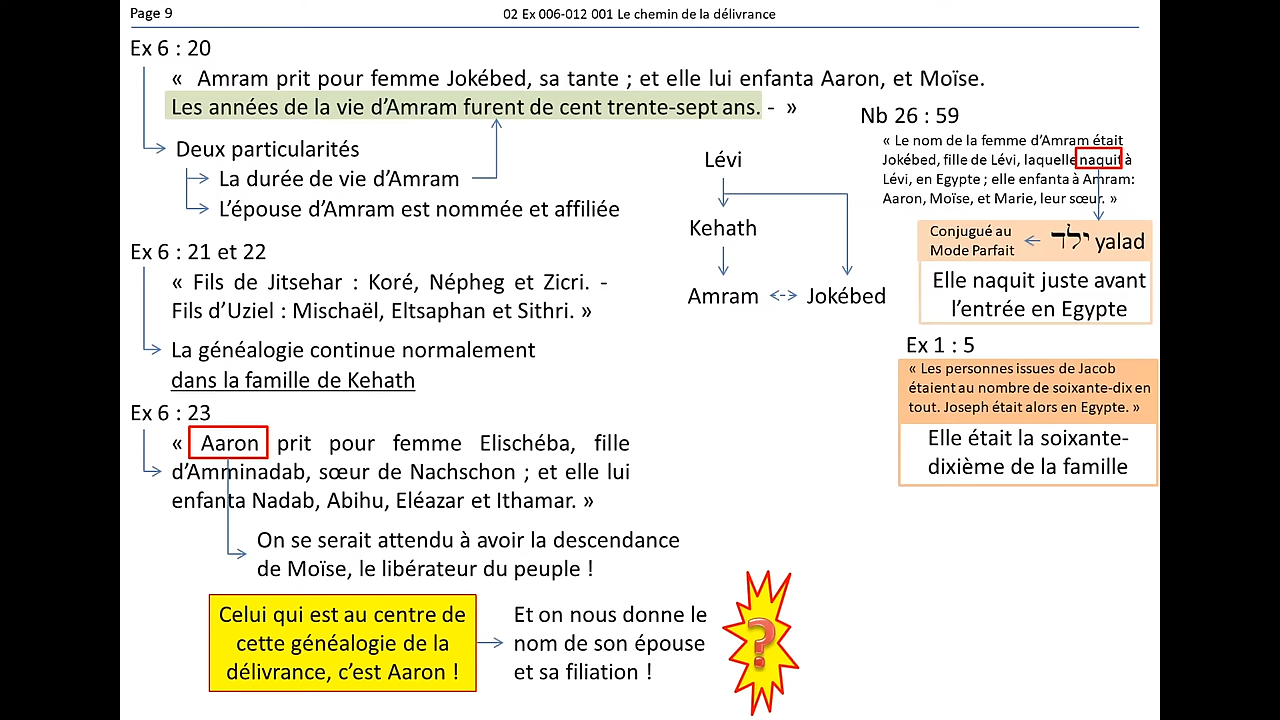 Page 9
02 Ex 006-012 001 Le chemin de la délivrance
Ex 6 : 20
« Amram prit pour femme Jokébed, sa tante ; et elle lui enfanta Aaron, et Moïse.
Les années de la vie d’Amram furent de cent trente-sept ans. - »
Deux particularités
La durée de vie d’Amram
L’épouse d’Amram est nommée et affiliée
Lévi
Kehath
Amram <-> Jokébed
Nb 26 : 59
« Le nom de la femme d’Amram était
Jokébed, fille de Lévi, laquelle naquit à
Lévi, en Egypte ; elle enfanta à Amram:
Aaron, Moïse, et Marie, leur sœur. »
Conjugué au
Mode Parfait
ילד yalad
Elle naquit juste avant
l’entrée en Egypte
Ex 1 : 5
« Les personnes issues de Jacob
étaient au nombre de soixante-dix en
tout. Joseph était alors en Egypte. »
Elle était la soixante-
dixième de la famille
Ex 6 : 21 et 22
« Fils de Jitsehar : Koré, Népheg et Zicri. -
Fils d’Uziel : Mischaël, Eltsaphan et Sithri. »
La généalogie continue normalement
dans la famille de Kehath
Ex 6 : 23
« Aaron prit pour femme Elischéba, fille
d’Amminadab, sœur de Nachschon ; et elle lui
enfanta Nadab, Abihu, Eléazar et Ithamar. »
On se serait attendu à avoir la descendance
de Moïse, le libérateur du peuple !
Celui qui est au centre de
cette généalogie de la
délivrance, c’est Aaron !
Et on nous donne le
nom de son épouse
et sa filiation !
?